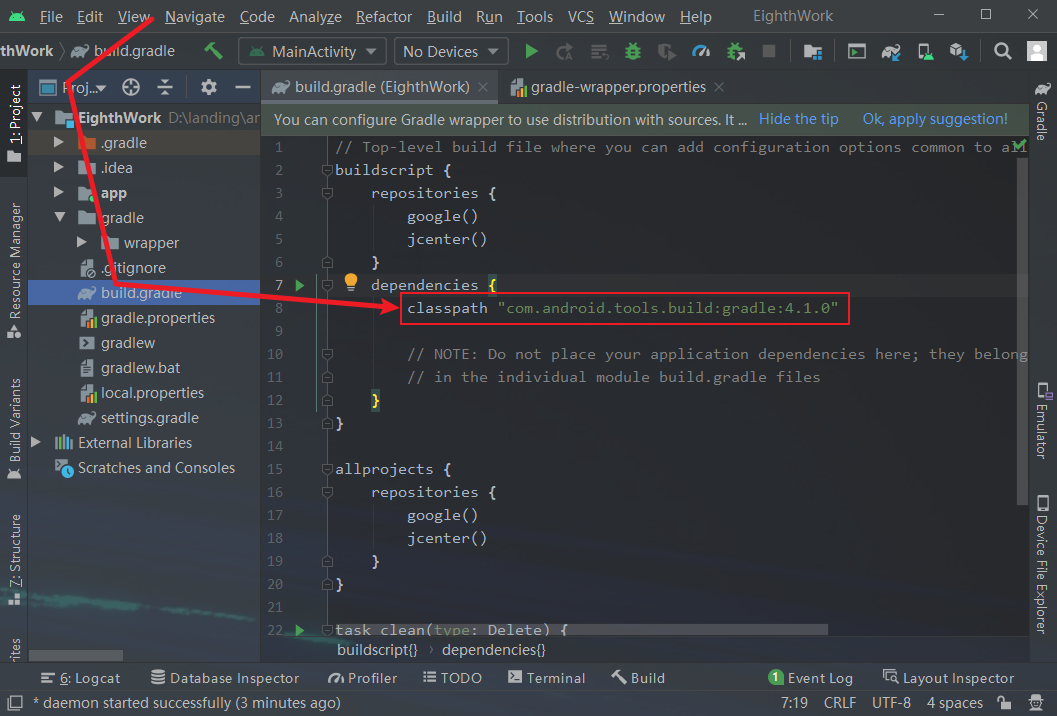 File Edit View Navigate Code Analyze Refactor Build Run Tools VCS Window Help EighthWork
thWork build.gradle MainActivity No Devices
Proj... build.gradle (EighthWork) gradle-wrapper.properties
You can configure Gradle wrapper to use distribution with sources. It ... Hide the tip Ok, apply suggestion!
1: Project
Resource Manager
Build Variants
7: Structure
EighthWork D:\landing\ar
.gradle
.idea
app
gradle
wrapper
.gitignore
build.gradle
gradle.properties
gradlew
gradlew.bat
local.properties
settings.gradle
External Libraries
Scratches and Consoles
1 // Top-level build file where you can add configuration options common to all
2 buildscript {
3 repositories {
4 google()
5 jcenter()
6 }
7 dependencies {
8 classpath "com.android.tools.build:gradle:4.1.0"
9
10 // NOTE: Do not place your application dependencies here; they belong
11 // in the individual module build.gradle files
12 }
13 }
14
15 allprojects {
16 repositories {
17 google()
18 jcenter()
19 }
20 }
21
22 task clean(type: Delete) {
buildscript{} dependencies{}
Gradle
Emulator
Device File Explorer
6: Logcat Database Inspector Profiler TODO Terminal Build 1 Event Log Layout Inspector
* daemon started successfully (3 minutes ago) 7:19 CRLF UTF-8 4 spaces